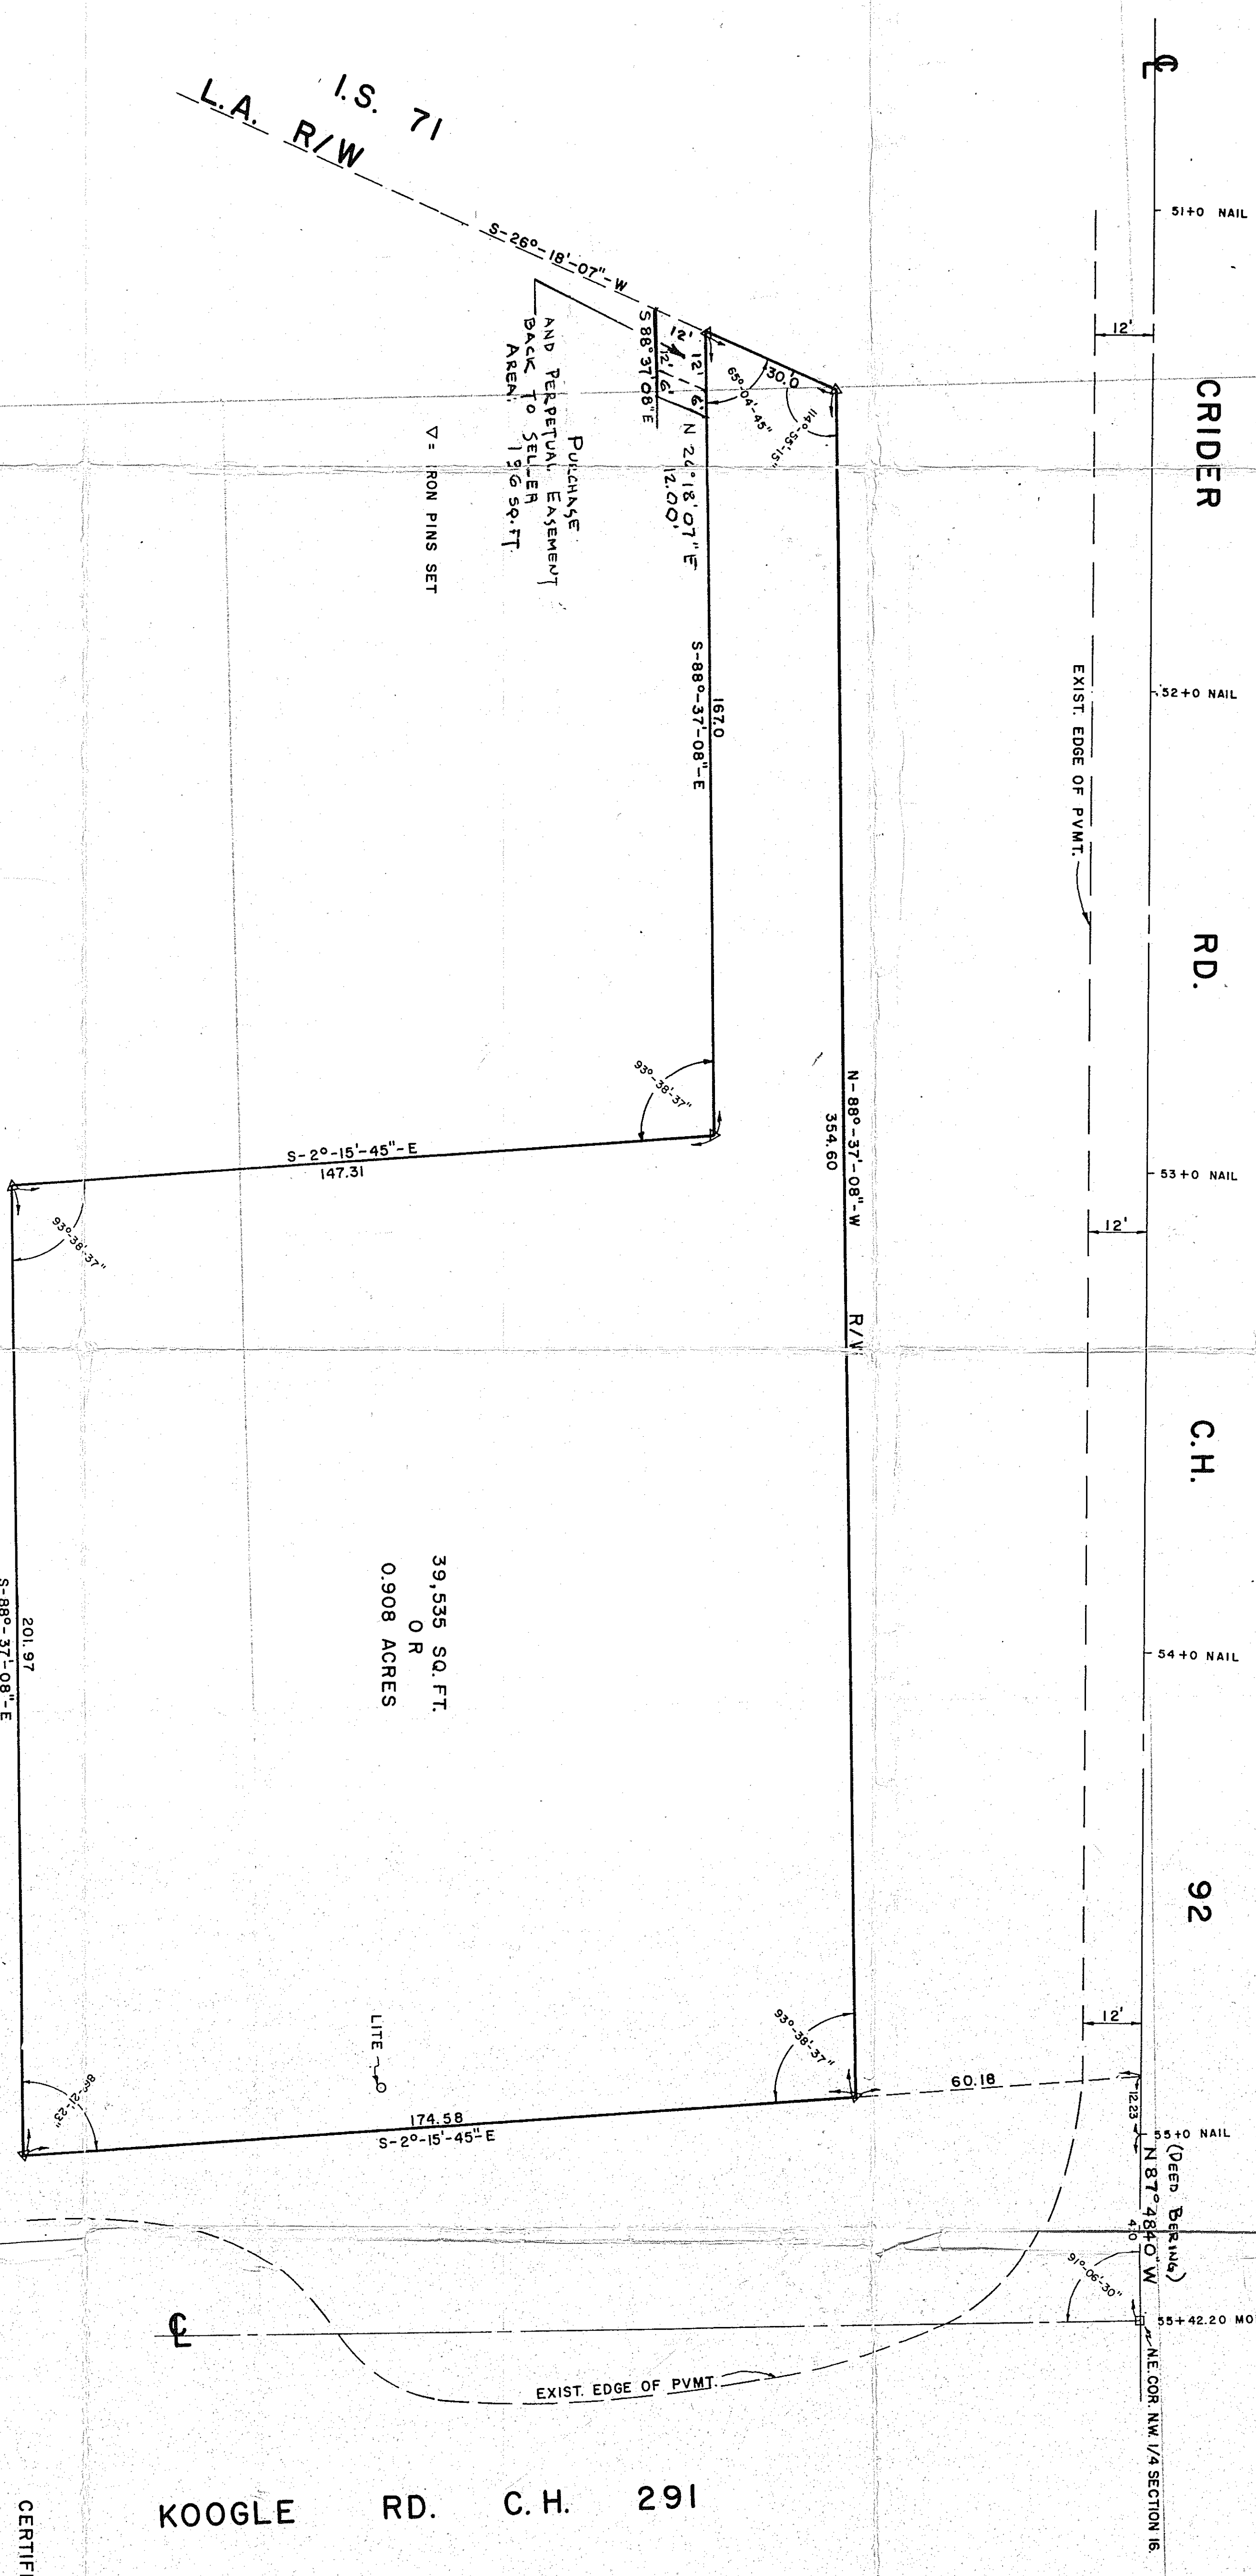 ℄
CRIDER RD. C.H. 92
51+0 NAIL
52+0 NAIL
53+0 NAIL
54+0 NAIL
55+0 NAIL
55+42.20 MO
12'
12'
12'
EXIST. EDGE OF PVMT.
I.S. 71
L.A. R/W
S-26°-18'-07"-W
S 88° 37' 08" E
12'
12' 6'
12' 6'
30.0
65°-04'-45"
114°-55'-15"
N 26° 18' 07" E
12.00'
PURCHASE
AND PERPETUAL EASEMENT
BACK TO SELLER
AREA: 196 SQ.FT.
∇ = IRON PINS SET
167.0
S-88°-37'-08"-E
N-88°-37'-08"-W
354.60
R/W
93°-38'-37"
S-2°-15'-45"-E
147.31
93°-38'-37"
39,535 SQ. FT.
OR
0.908 ACRES
201.97
S-88°-37'-08"-E
LITE
93°-38'-37"
86°-21'-23"
174.58
S-2°-15'-45"E
60.18
12.23
(DEED BERING)
N 87° 48'40" W
91°-06'-30"
N.E. COR. N.W. 1/4 SECTION 16.
℄
EXIST. EDGE OF PVMT.
KOOGLE RD. C.H. 291
CERTIFI